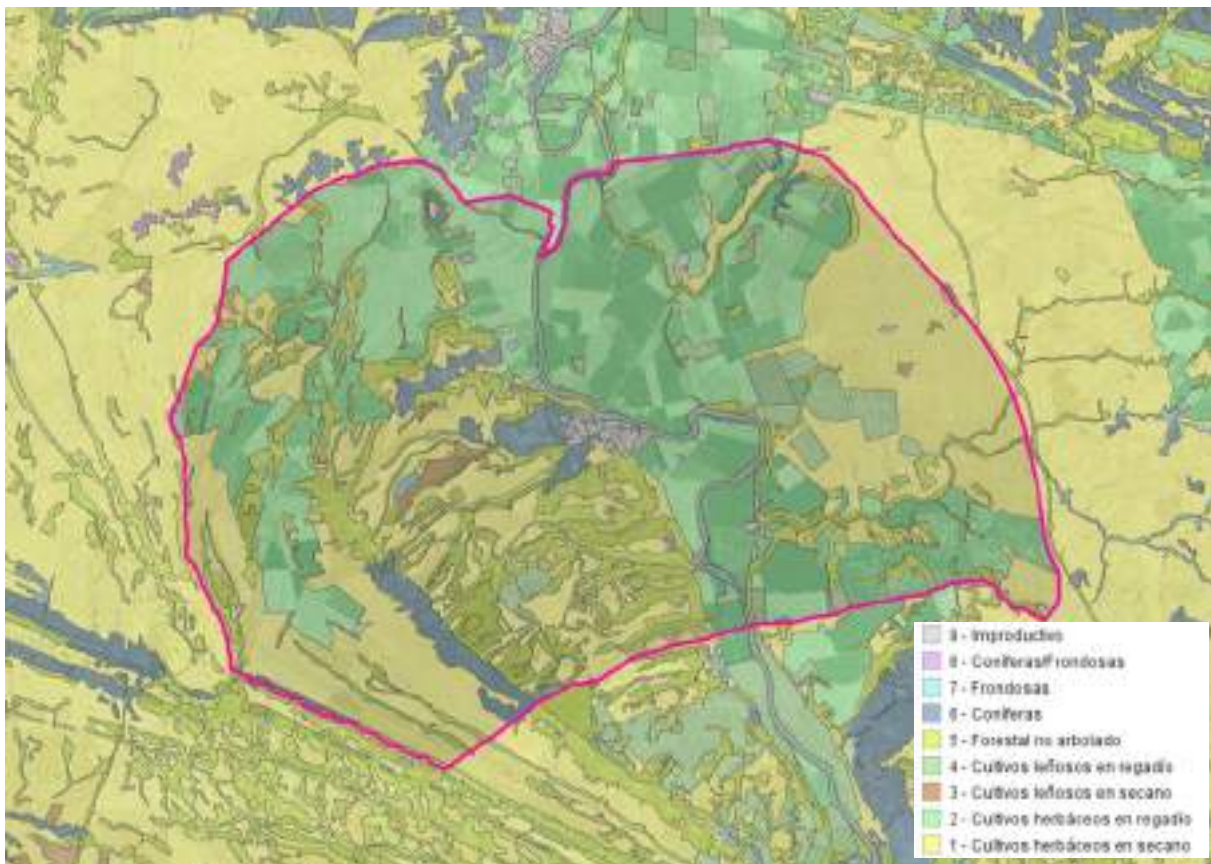 9 - Improductivo
8 - Coníferas/Frondosas
7 - Frondosas
6 - Coníferas
5 - Forestal no arbolado
4 - Cultivos leñosos en regadío
3 - Cultivos leñosos en secano
2 - Cultivos herbáceos en regadío
1 - Cultivos herbáceos en secano